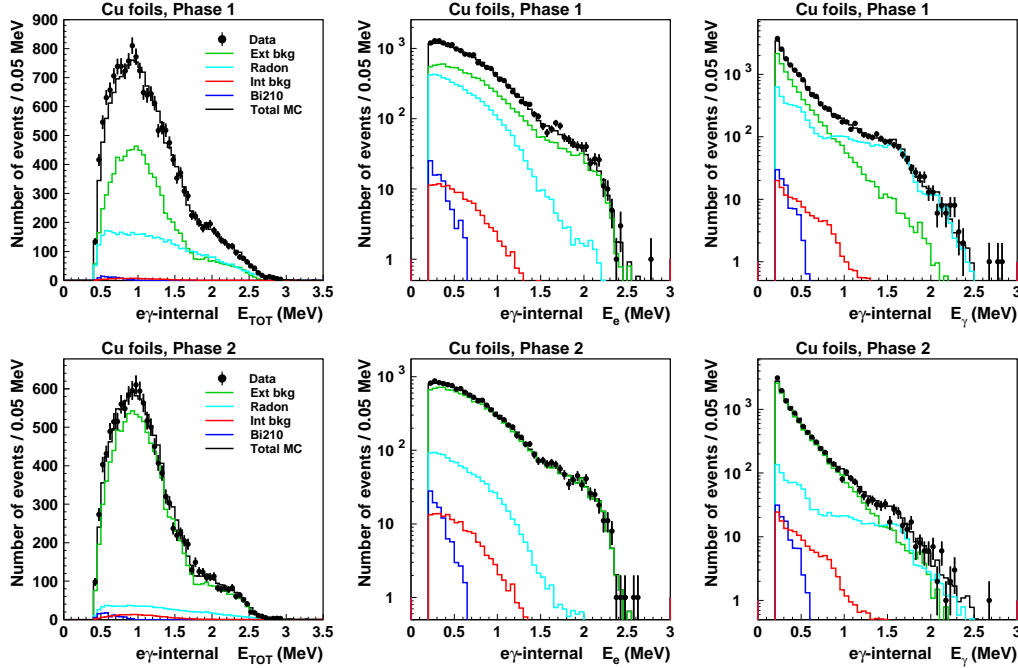 Cu foils, Phase 1
Number of events / 0.05 MeV
900
800
700
600
500
400
300
200
100
0
Data
Ext bkg
Radon
Int bkg
Bi210
Total MC
0 0.5 1 1.5 2 2.5 3 3.5
eγ-internal E_TOT (MeV)
Cu foils, Phase 1
Number of events / 0.05 MeV
10³
10²
10
1
0 0.5 1 1.5 2 2.5 3
eγ-internal E_e (MeV)
Cu foils, Phase 1
Number of events / 0.05 MeV
10³
10²
10
1
0 0.5 1 1.5 2 2.5 3
eγ-internal E_γ (MeV)
Cu foils, Phase 2
Number of events / 0.05 MeV
600
500
400
300
200
100
0
Data
Ext bkg
Radon
Int bkg
Bi210
Total MC
0 0.5 1 1.5 2 2.5 3 3.5
eγ-internal E_TOT (MeV)
Cu foils, Phase 2
Number of events / 0.05 MeV
10³
10²
10
1
0 0.5 1 1.5 2 2.5 3
eγ-internal E_e (MeV)
Cu foils, Phase 2
Number of events / 0.05 MeV
10³
10²
10
1
0 0.5 1 1.5 2 2.5 3
eγ-internal E_γ (MeV)